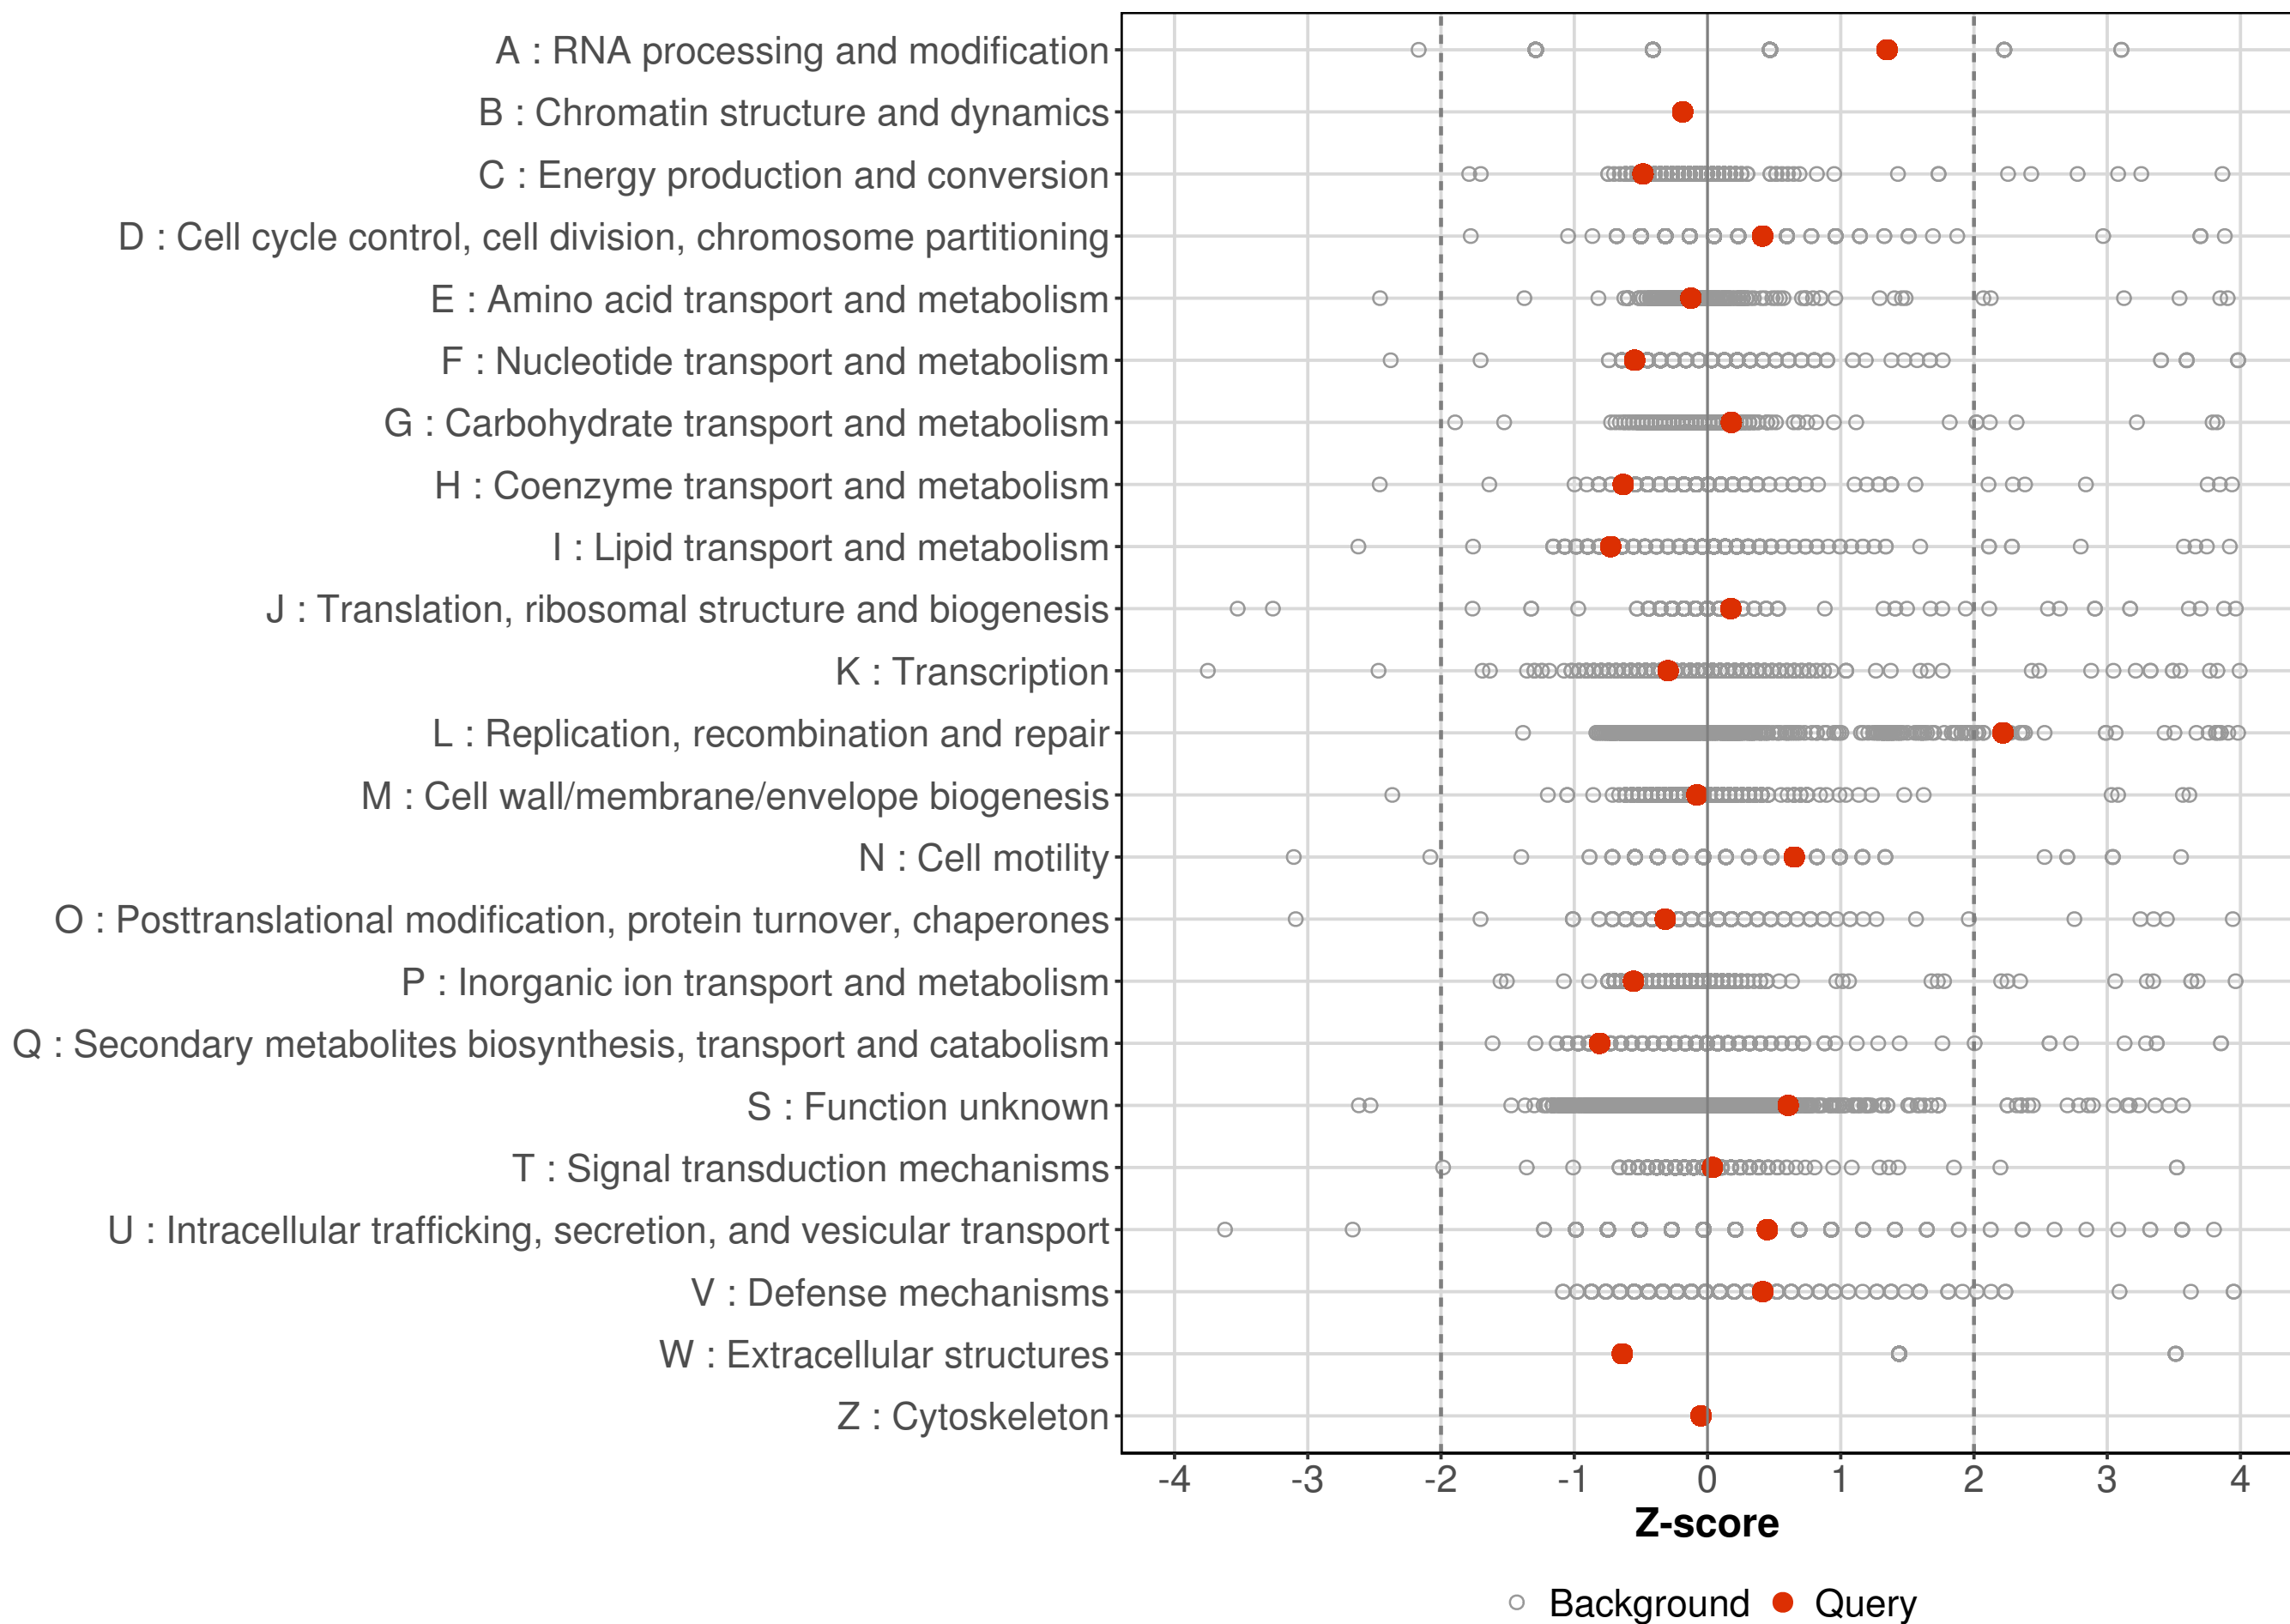 A : RNA processing and modification
B : Chromatin structure and dynamics
C : Energy production and conversion
D : Cell cycle control, cell division, chromosome partitioning
E : Amino acid transport and metabolism
F : Nucleotide transport and metabolism
G : Carbohydrate transport and metabolism
H : Coenzyme transport and metabolism
I : Lipid transport and metabolism
J : Translation, ribosomal structure and biogenesis
K : Transcription
L : Replication, recombination and repair
M : Cell wall/membrane/envelope biogenesis
N : Cell motility
O : Posttranslational modification, protein turnover, chaperones
P : Inorganic ion transport and metabolism
Q : Secondary metabolites biosynthesis, transport and catabolism
S : Function unknown
T : Signal transduction mechanisms
U : Intracellular trafficking, secretion, and vesicular transport
V : Defense mechanisms
W : Extracellular structures
Z : Cytoskeleton
-4 -3 -2 -1 0 1 2 3 4
Z-score
Background Query